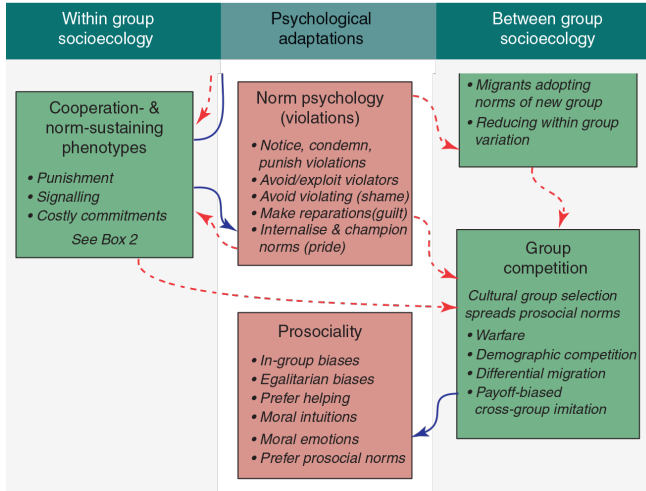 Within group
socioecology
Psychological
adaptations
Between group
socioecology
Cooperation- &
norm-sustaining
phenotypes
• Punishment
• Signalling
• Costly commitments
See Box 2
Norm psychology
(violations)
• Notice, condemn,
punish violations
• Avoid/exploit violators
• Avoid violating (shame)
• Make reparations(guilt)
• Internalise & champion
norms (pride)
• Migrants adopting
norms of new group
• Reducing within group
variation
Group
competition
Cultural group selection
spreads prosocial norms
• Warfare
• Demographic competition
• Differential migration
• Payoff-biased
cross-group imitation
Prosociality
• In-group biases
• Egalitarian biases
• Prefer helping
• Moral intuitions
• Moral emotions
• Prefer prosocial norms